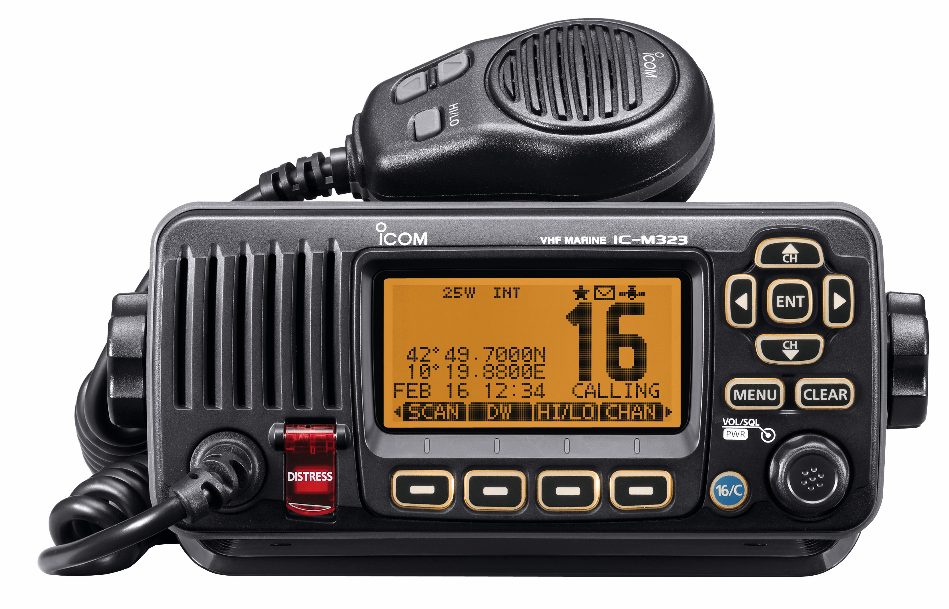 iCOM
HI/LO
iCOM
VHF MARINE IC-M323
25W INT
16
42°49.7000N
10°19.8800E
FEB 16 12:34 CALLING
SCAN DW HI/LO CHAN
CH
ENT
CH
MENU CLEAR
VOL/SQL
PWR
DISTRESS
16/C